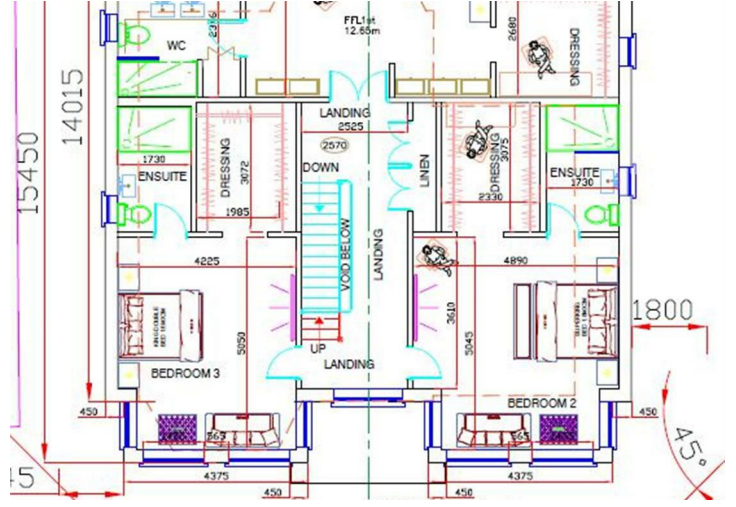 FFL1st
12.65m
WC
2680
DRESSING
14015
15450
LANDING
2525
2570
DOWN
1730
ENSUITE
DRESSING
3072
1985
LINEN
DRESSING
3075
2330
ENSUITE
1730
VOID BELOW
LANDING
4225
4890
5050
3610
5045
1800
UP
LANDING
BEDROOM 3
BEDROOM 2
450
450
565
565
45°
4375
4375
450
450
45